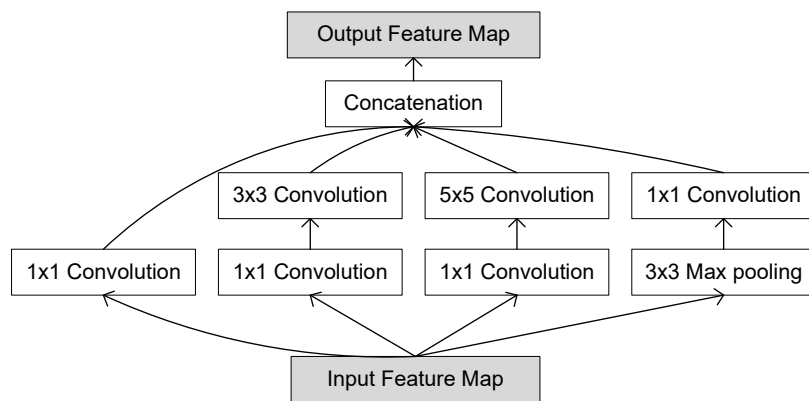 Output Feature Map
Concatenation
3x3 Convolution
5x5 Convolution
1x1 Convolution
1x1 Convolution
1x1 Convolution
1x1 Convolution
3x3 Max pooling
Input Feature Map